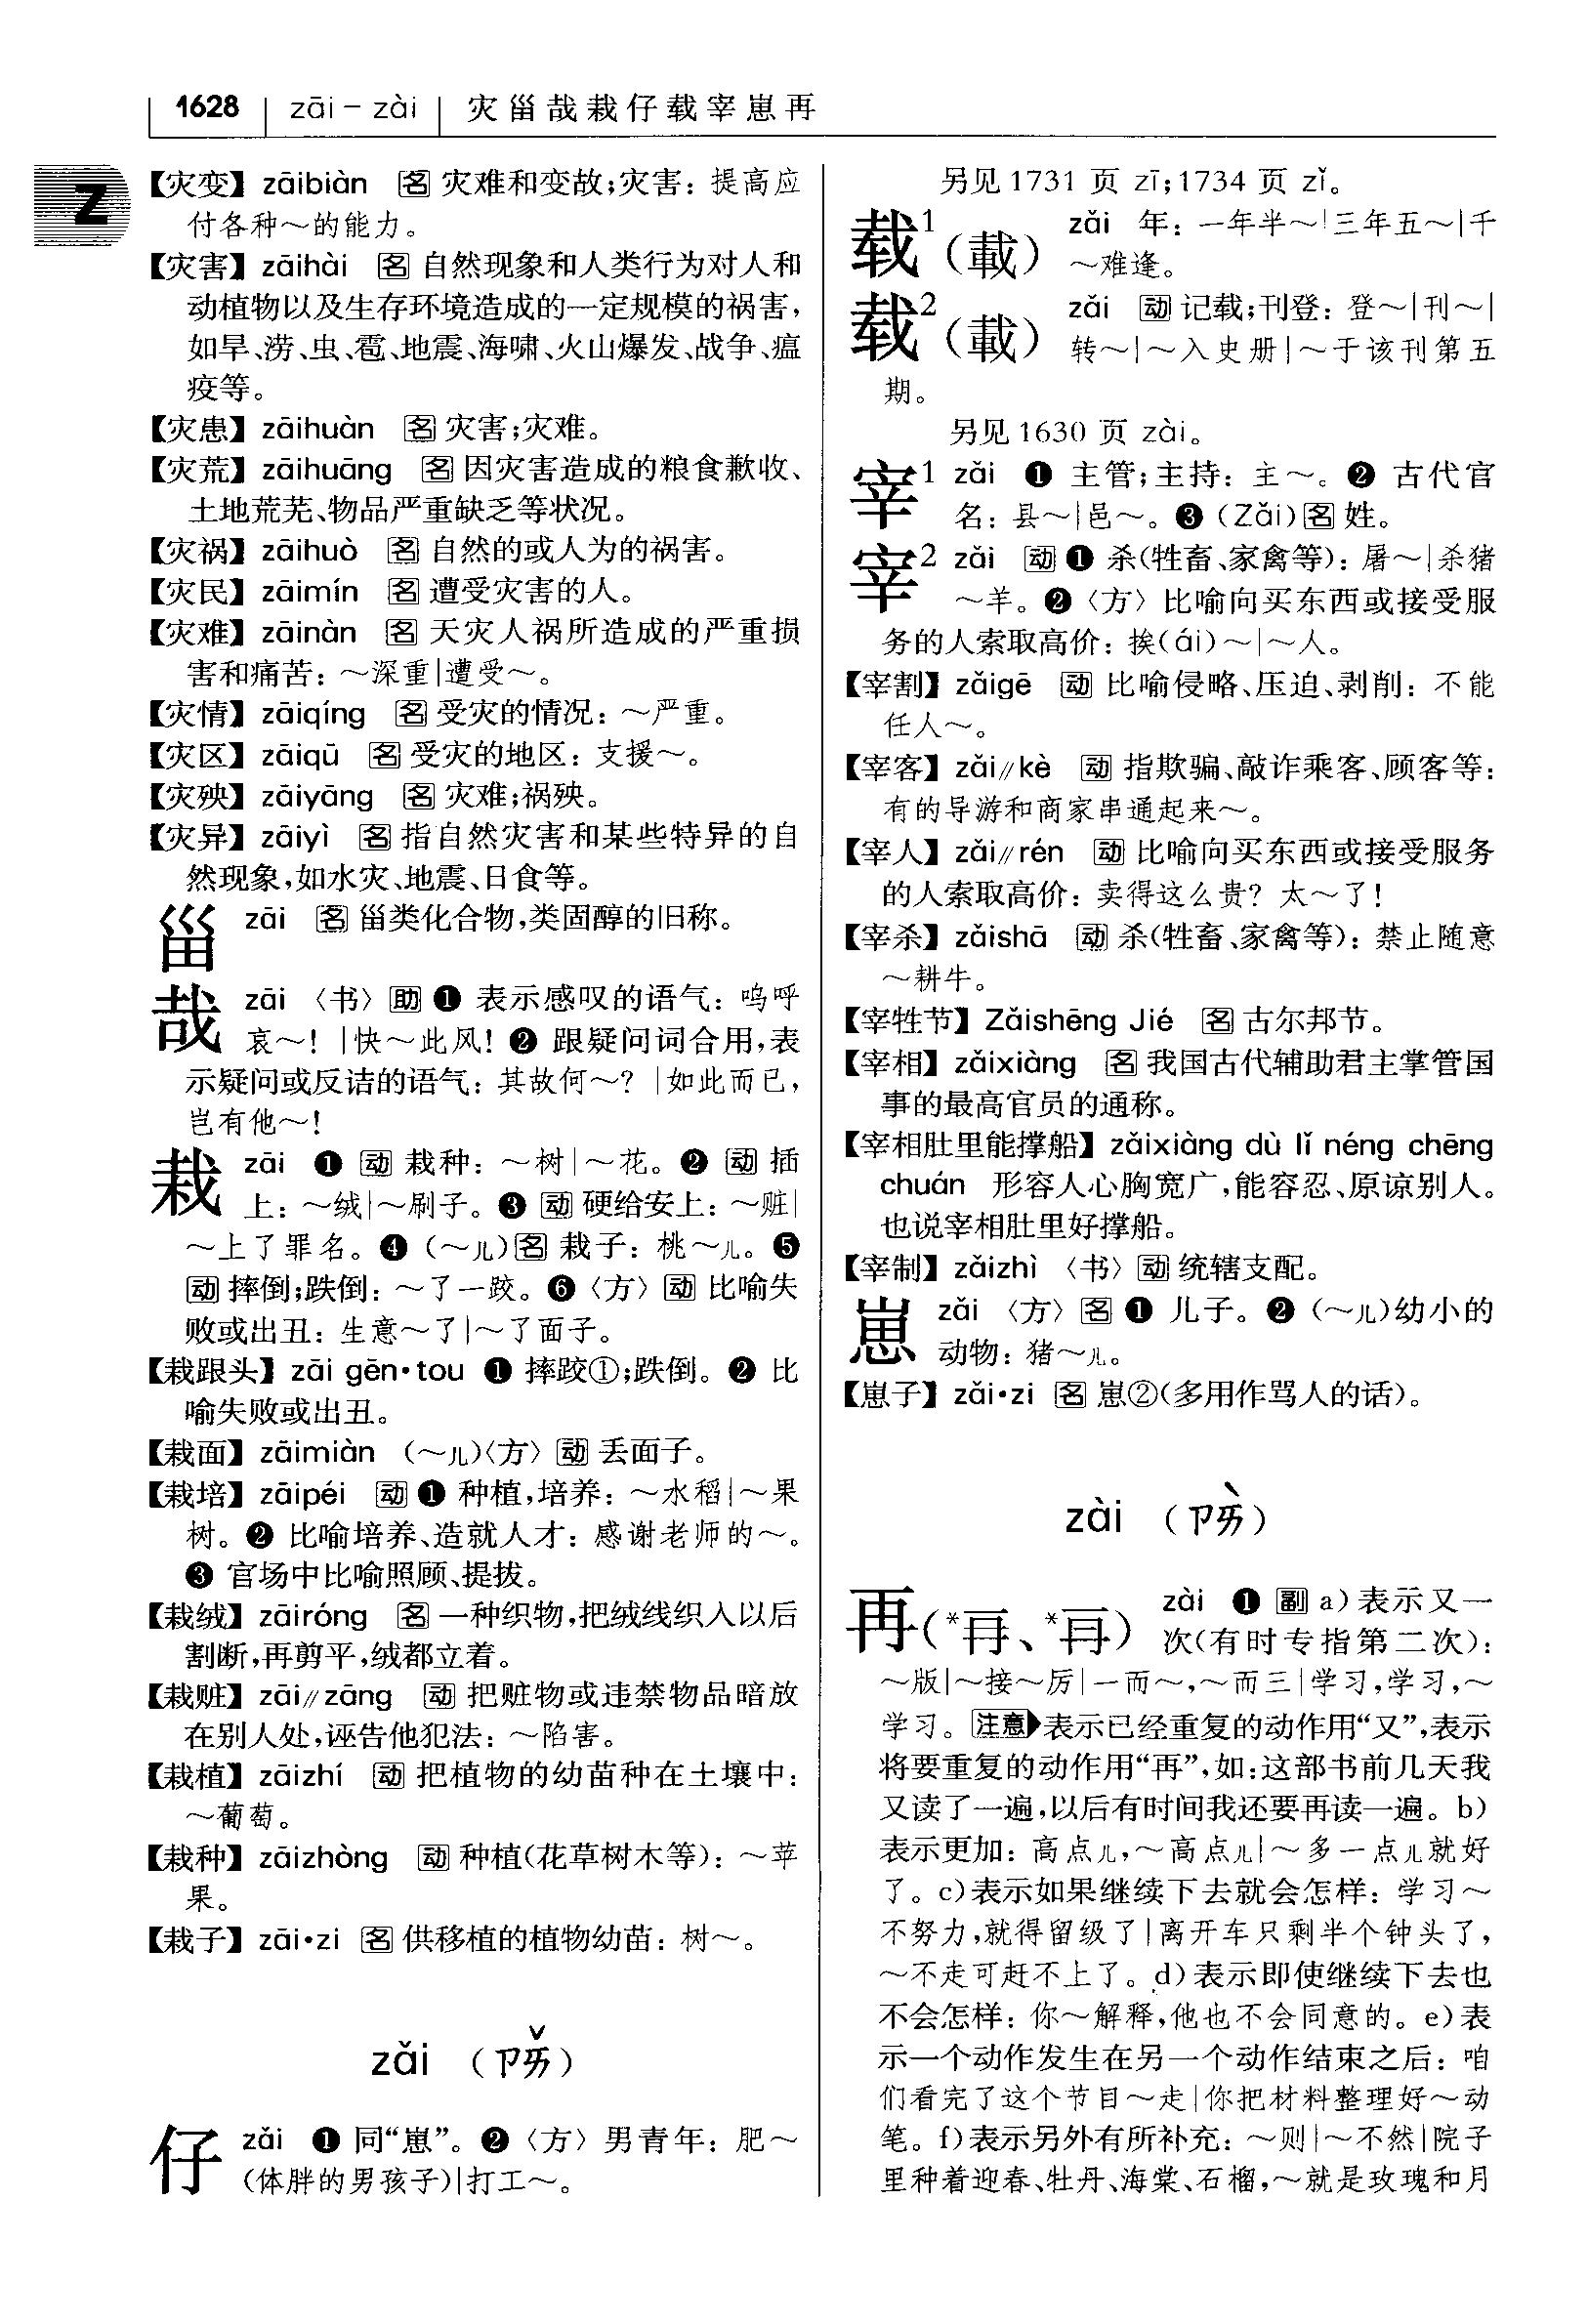 1628 zāi－zài 灾甾哉栽仔载宰崽再
Z
【灾变】zāibiàn 名 灾难和变故;灾害：提高应
付各种～的能力。
【灾害】zāihài 名 自然现象和人类行为对人和
动植物以及生存环境造成的一定规模的祸害,
如旱、涝、虫、雹、地震、海啸、火山爆发、战争、瘟
疫等。
【灾患】zāihuàn 名 灾害;灾难。
【灾荒】zāihuāng 名 因灾害造成的粮食歉收、
土地荒芜、物品严重缺乏等状况。
【灾祸】zāihuò 名 自然的或人为的祸害。
【灾民】zāimín 名 遭受灾害的人。
【灾难】zāinàn 名 天灾人祸所造成的严重损
害和痛苦：～深重|遭受～。
【灾情】zāiqíng 名 受灾的情况：～严重。
【灾区】zāiqū 名 受灾的地区：支援～。
【灾殃】zāiyāng 名 灾难;祸殃。
【灾异】zāiyì 名 指自然灾害和某些特异的自
然现象,如水灾、地震、日食等。
甾 zāi 名 甾类化合物,类固醇的旧称。
哉 zāi 〈书〉助 ❶ 表示感叹的语气：呜呼
哀～！|快～此风！❷ 跟疑问词合用,表
示疑问或反诘的语气：其故何～？|如此而已,
岂有他～！
栽 zāi ❶ 动 栽种：～树|～花。❷ 动 插
上：～绒|～刷子。❸ 动 硬给安上：～赃|
～上了罪名。❹（～儿）名 栽子：桃～儿。❺
动 摔倒;跌倒：～了一跤。❻〈方〉动 比喻失
败或出丑：生意～了|～了面子。
【栽跟头】zāi gēn·tou ❶ 摔跤①;跌倒。❷ 比
喻失败或出丑。
【栽面】zāimiàn （～儿）〈方〉动 丢面子。
【栽培】zāipéi 动 ❶ 种植,培养：～水稻|～果
树。❷ 比喻培养、造就人才：感谢老师的～。
❸ 官场中比喻照顾、提拔。
【栽绒】zāiróng 名 一种织物,把绒线织入以后
割断,再剪平,绒都立着。
【栽赃】zāi∥zāng 动 把赃物或违禁物品暗放
在别人处,诬告他犯法：～陷害。
【栽植】zāizhí 动 把植物的幼苗种在土壤中：
～葡萄。
【栽种】zāizhòng 动 种植(花草树木等)：～苹
果。
【栽子】zāi·zi 名 供移植的植物幼苗：树～。
zǎi （ㄗㄞˇ）
仔 zǎi ❶ 同“崽”。❷〈方〉男青年：肥～
(体胖的男孩子)|打工～。
另见1731 页 zī;1734 页 zǐ。
载1（載） zǎi 年：一年半～|三年五～|千
～难逢。
载2（載） zǎi 动 记载;刊登：登～|刊～|
转～|～入史册|～于该刊第五
期。
另见1630 页 zài。
宰1 zǎi ❶ 主管;主持：主～。❷ 古代官
名：县～|邑～。❸（Zǎi）名 姓。
宰2 zǎi 动 ❶ 杀(牲畜、家禽等)：屠～|杀猪
～羊。❷〈方〉比喻向买东西或接受服
务的人索取高价：挨(ái)～|～人。
【宰割】zǎigē 动 比喻侵略、压迫、剥削：不能
任人～。
【宰客】zǎi∥kè 动 指欺骗、敲诈乘客、顾客等：
有的导游和商家串通起来～。
【宰人】zǎi∥rén 动 比喻向买东西或接受服务
的人索取高价：卖得这么贵？太～了！
【宰杀】zǎishā 动 杀(牲畜、家禽等)：禁止随意
～耕牛。
【宰牲节】Zǎishēng Jié 名 古尔邦节。
【宰相】zǎixiàng 名 我国古代辅助君主掌管国
事的最高官员的通称。
【宰相肚里能撑船】zǎixiàng dù lǐ néng chēng
chuán 形容人心胸宽广,能容忍、原谅别人。
也说宰相肚里好撑船。
【宰制】zǎizhì 〈书〉动 统辖支配。
崽 zǎi 〈方〉名 ❶ 儿子。❷（～儿）幼小的
动物：猪～儿。
【崽子】zǎi·zi 名 崽②(多用作骂人的话)。
zài （ㄗㄞˋ）
再（*再、*再） zài ❶ 副 a）表示又一
次(有时专指第二次)：
～版|～接～厉|一而～,～而三|学习,学习,～
学习。注意 表示已经重复的动作用“又”,表示
将要重复的动作用“再”,如:这部书前几天我
又读了一遍,以后有时间我还要再读一遍。b）
表示更加：高点儿,～高点儿|～多一点儿就好
了。c）表示如果继续下去就会怎样：学习～
不努力,就得留级了|离开车只剩半个钟头了,
～不走可赶不上了。d）表示即使继续下去也
不会怎样：你～解释,他也不会同意的。e）表
示一个动作发生在另一个动作结束之后：咱
们看完了这个节目～走|你把材料整理好～动
笔。f）表示另外有所补充：～则|～不然|院子
里种着迎春、牡丹、海棠、石榴,～就是玫瑰和月